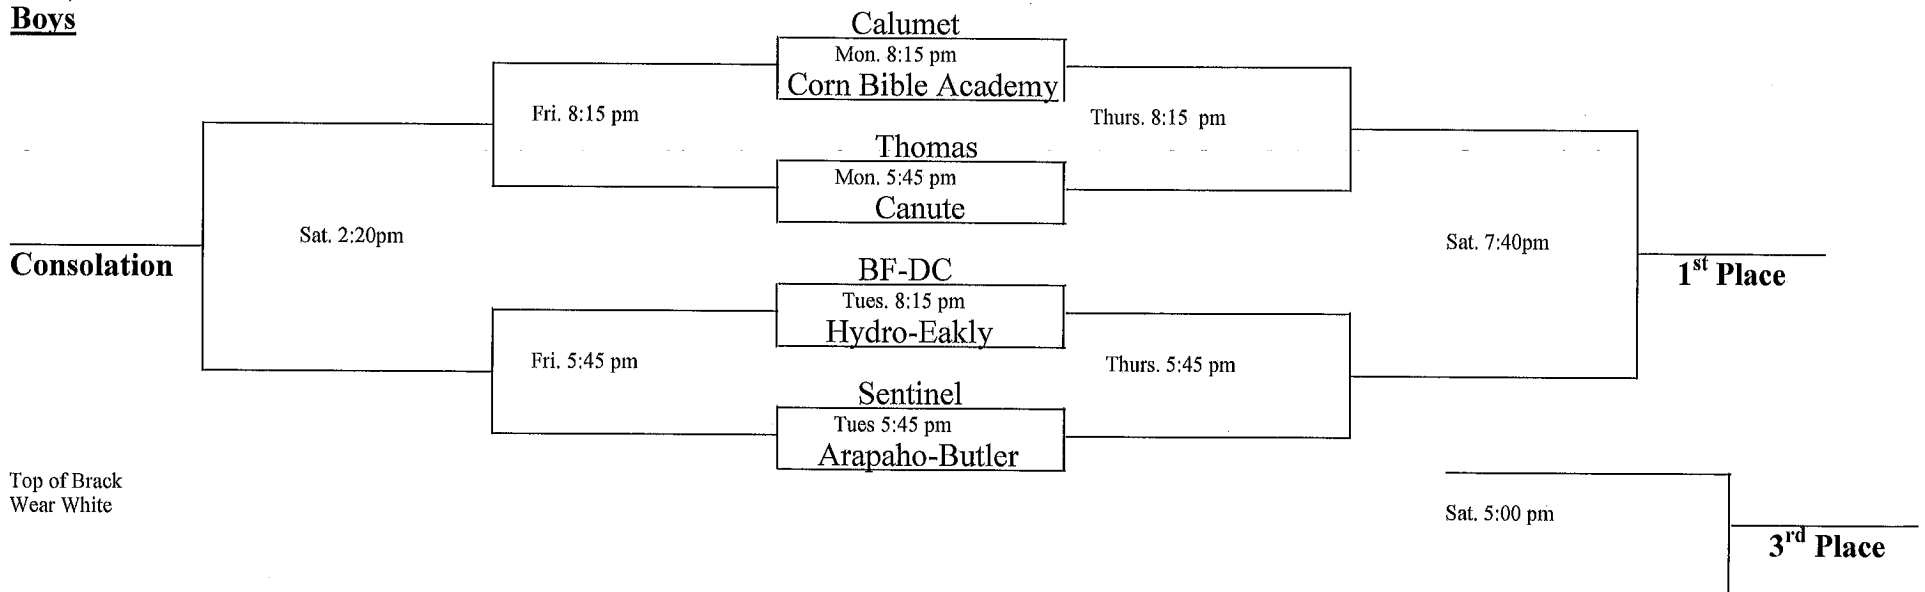 Boys
Calumet
Mon. 8:15 pm
Corn Bible Academy
Fri. 8:15 pm
Thurs. 8:15 pm
Thomas
Mon. 5:45 pm
Canute
Sat. 2:20pm
Sat. 7:40pm
Consolation
1st Place
BF-DC
Tues. 8:15 pm
Hydro-Eakly
Fri. 5:45 pm
Thurs. 5:45 pm
Sentinel
Tues 5:45 pm
Arapaho-Butler
Top of Brack
Wear White
Sat. 5:00 pm
3rd Place